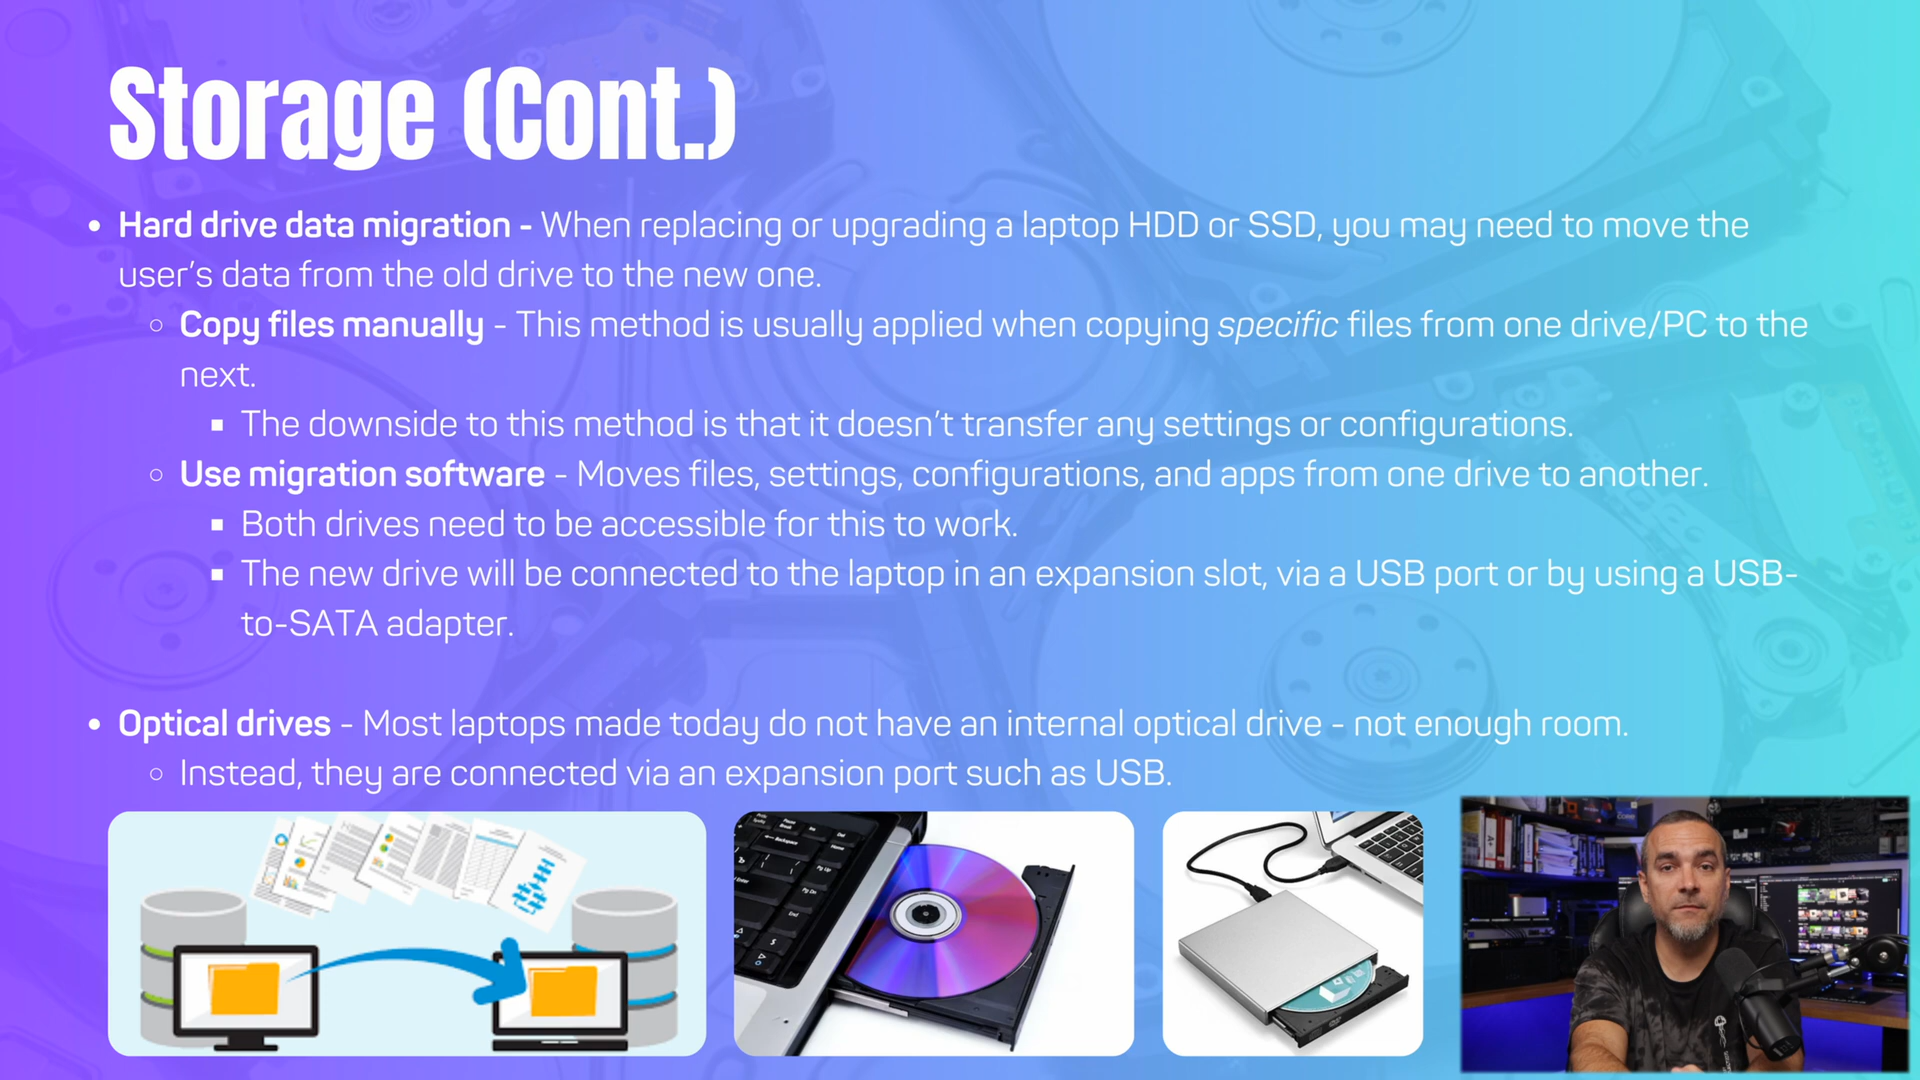 Storage (Cont.)
• Hard drive data migration - When replacing or upgrading a laptop HDD or SSD, you may need to move the
user's data from the old drive to the new one.
○ Copy files manually - This method is usually applied when copying specific files from one drive/PC to the
next.
▪ The downside to this method is that it doesn't transfer any settings or configurations.
○ Use migration software - Moves files, settings, configurations, and apps from one drive to another.
▪ Both drives need to be accessible for this to work.
▪ The new drive will be connected to the laptop in an expansion slot, via a USB port or by using a USB-
to-SATA adapter.
• Optical drives - Most laptops made today do not have an internal optical drive - not enough room.
○ Instead, they are connected via an expansion port such as USB.